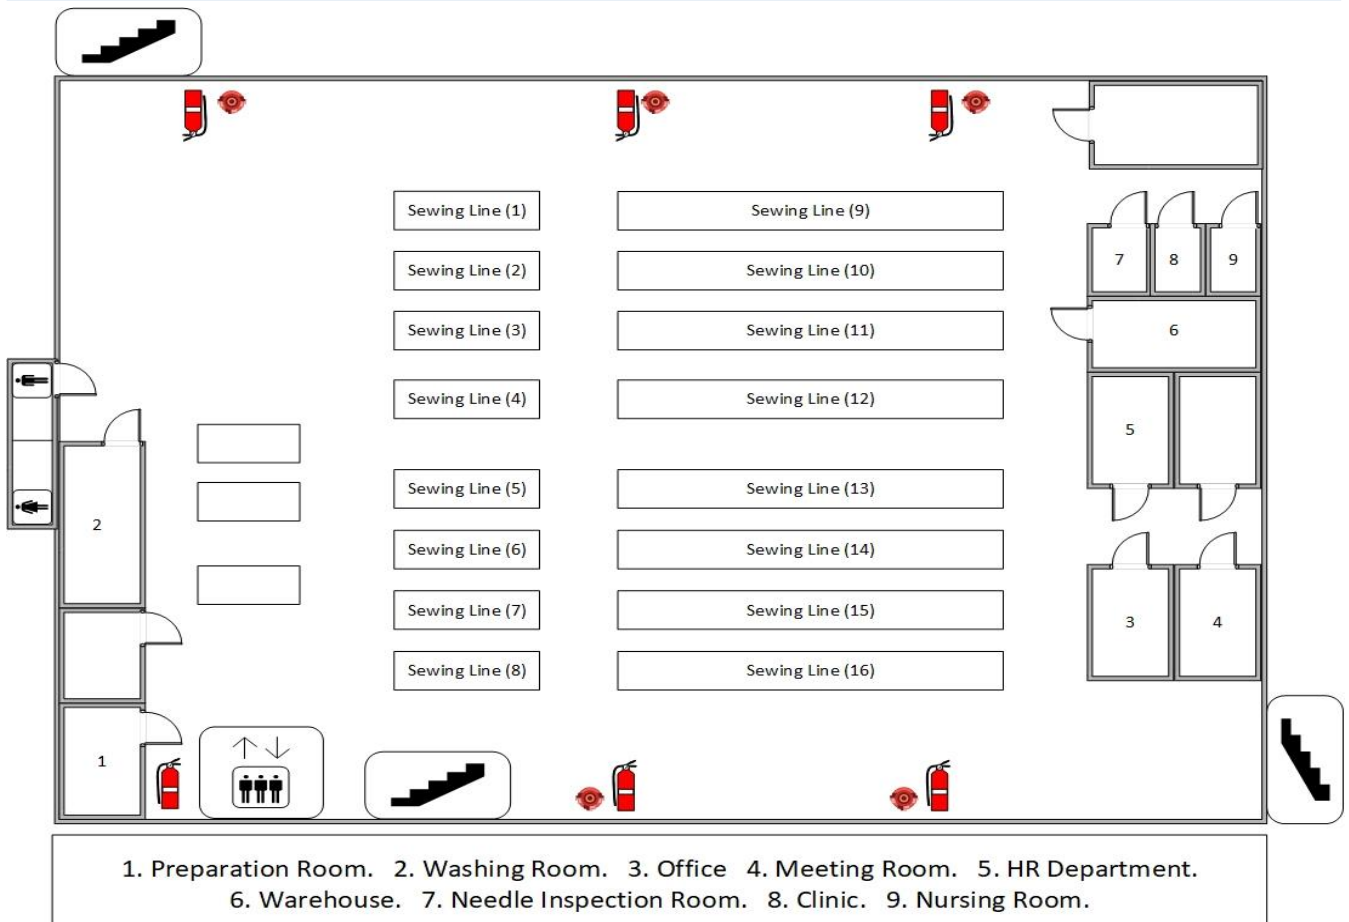 Sewing Line (1)
Sewing Line (9)
Sewing Line (2)
Sewing Line (10)
7
8
9
Sewing Line (3)
Sewing Line (11)
6
Sewing Line (4)
Sewing Line (12)
5
Sewing Line (5)
Sewing Line (13)
2
Sewing Line (6)
Sewing Line (14)
Sewing Line (7)
Sewing Line (15)
3
4
Sewing Line (8)
Sewing Line (16)
1
1. Preparation Room. 2. Washing Room. 3. Office 4. Meeting Room. 5. HR Department.
6. Warehouse. 7. Needle Inspection Room. 8. Clinic. 9. Nursing Room.